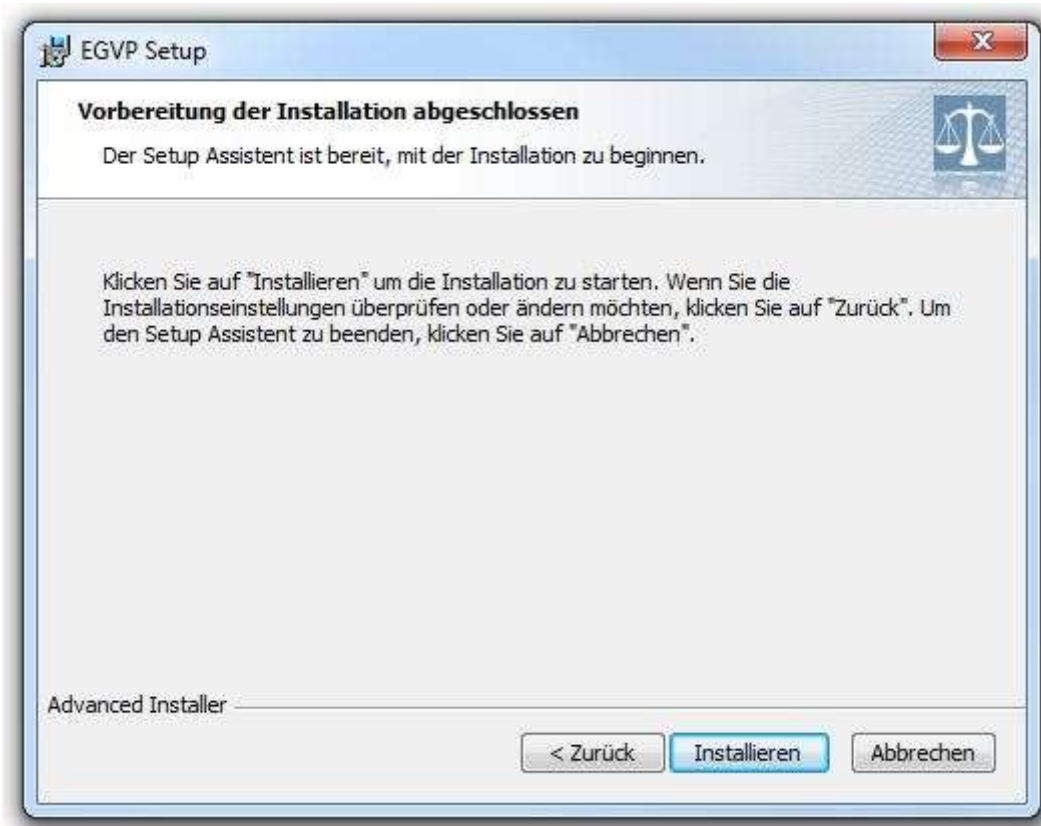 EGVP Setup
Vorbereitung der Installation abgeschlossen
Der Setup Assistent ist bereit, mit der Installation zu beginnen.
Klicken Sie auf "Installieren" um die Installation zu starten. Wenn Sie die
Installationseinstellungen überprüfen oder ändern möchten, klicken Sie auf "Zurück". Um
den Setup Assistent zu beenden, klicken Sie auf "Abbrechen".
Advanced Installer
< Zurück Installieren Abbrechen